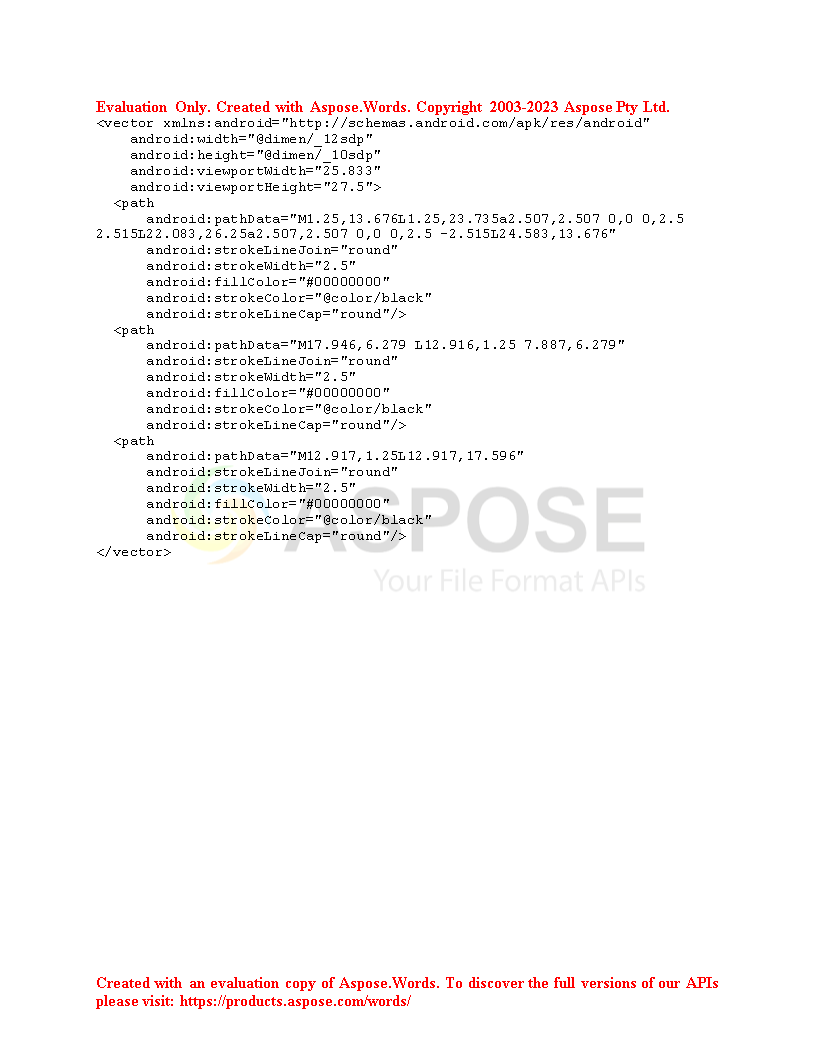 Evaluation Only. Created with Aspose.Words. Copyright 2003-2023 Aspose Pty Ltd.
<vector xmlns:android="http://schemas.android.com/apk/res/android"
    android:width="@dimen/_12sdp"
    android:height="@dimen/_10sdp"
    android:viewportWidth="25.833"
    android:viewportHeight="27.5">
  <path
      android:pathData="M1.25,13.676L1.25,23.735a2.507,2.507 0,0 0,2.5
2.515L22.083,26.25a2.507,2.507 0,0 0,2.5 -2.515L24.583,13.676"
      android:strokeLineJoin="round"
      android:strokeWidth="2.5"
      android:fillColor="#00000000"
      android:strokeColor="@color/black"
      android:strokeLineCap="round"/>
  <path
      android:pathData="M17.946,6.279 L12.916,1.25 7.887,6.279"
      android:strokeLineJoin="round"
      android:strokeWidth="2.5"
      android:fillColor="#00000000"
      android:strokeColor="@color/black"
      android:strokeLineCap="round"/>
  <path
      android:pathData="M12.917,1.25L12.917,17.596"
      android:strokeLineJoin="round"
      android:strokeWidth="2.5"
      android:fillColor="#00000000"
      android:strokeColor="@color/black"
      android:strokeLineCap="round"/>
</vector>
ASPOSE
Your File Format APIs
Created with an evaluation copy of Aspose.Words. To discover the full versions of our APIs
please visit: https://products.aspose.com/words/